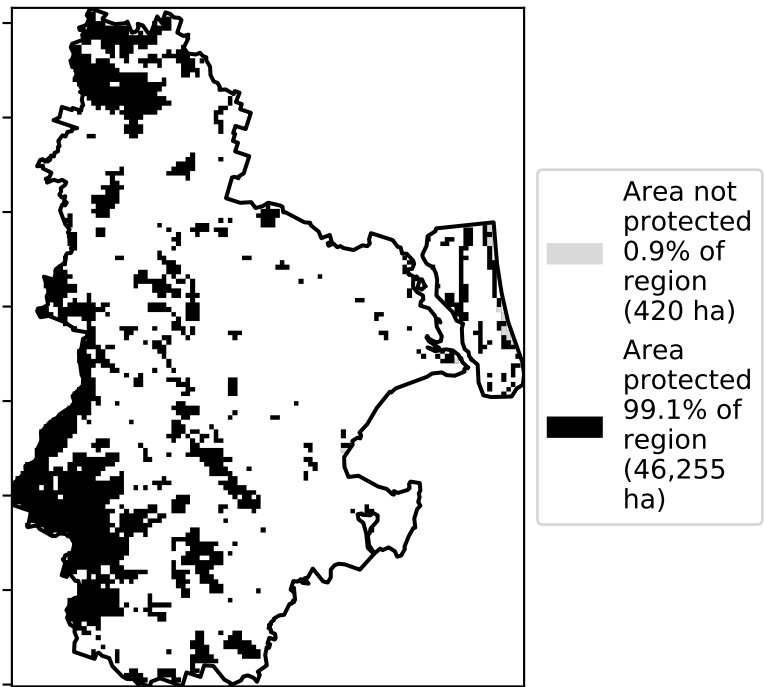 Area not
protected
0.9% of
region
(420 ha)
Area
protected
99.1% of
region
(46,255
ha)